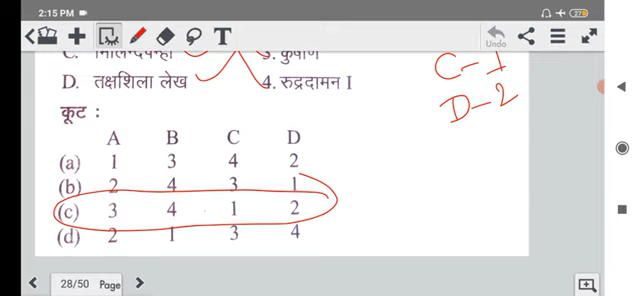 2:15 PM
27
T
Undo
C. मिलिन्दपन्हो 3. कुषाण
C-1
D. तक्षशिला लेख 4. रुद्रदामन I
D-2
कूट :
A B C D
(a) 1 3 4 2
(b) 2 4 3 1
(c) 3 4 1 2
(d) 2 1 3 4
28/50 Page